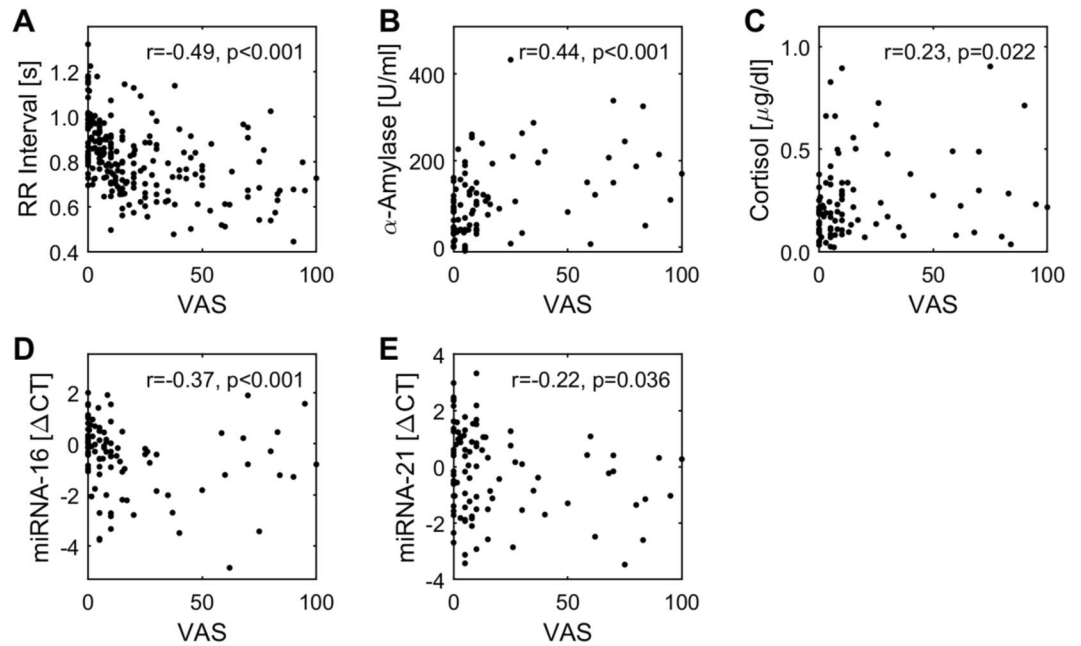 A
r=-0.49, p<0.001
RR Interval [s]
1.2
1.0
0.8
0.6
0.4
0
50
100
VAS
B
r=0.44, p<0.001
α-Amylase [U/ml]
400
200
0
0
50
100
VAS
C
r=0.23, p=0.022
Cortisol [μg/dl]
1.0
0.5
0.0
0
50
100
VAS
D
r=-0.37, p<0.001
miRNA-16 [ΔCT]
2
0
-2
-4
0
50
100
VAS
E
r=-0.22, p=0.036
miRNA-21 [ΔCT]
4
2
0
-2
-4
0
50
100
VAS